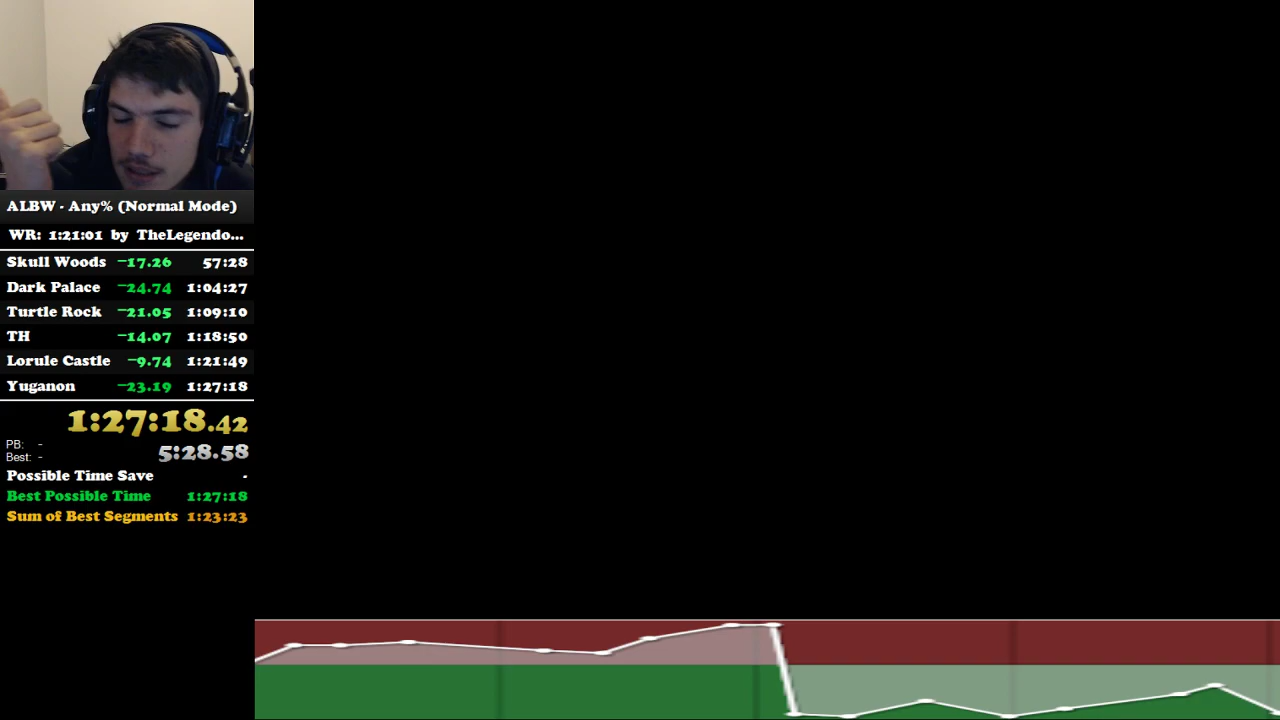 ALBW - Any% (Normal Mode)
WR: 1:21:01 by TheLegendo...
Skull Woods −17.26 57:28
Dark Palace −24.74 1:04:27
Turtle Rock −21.05 1:09:10
TH −14.07 1:18:50
Lorule Castle −9.74 1:21:49
Yuganon −23.19 1:27:18
1:27:18.42
PB: -
Best: - 5:28.58
Possible Time Save -
Best Possible Time 1:27:18
Sum of Best Segments 1:23:23